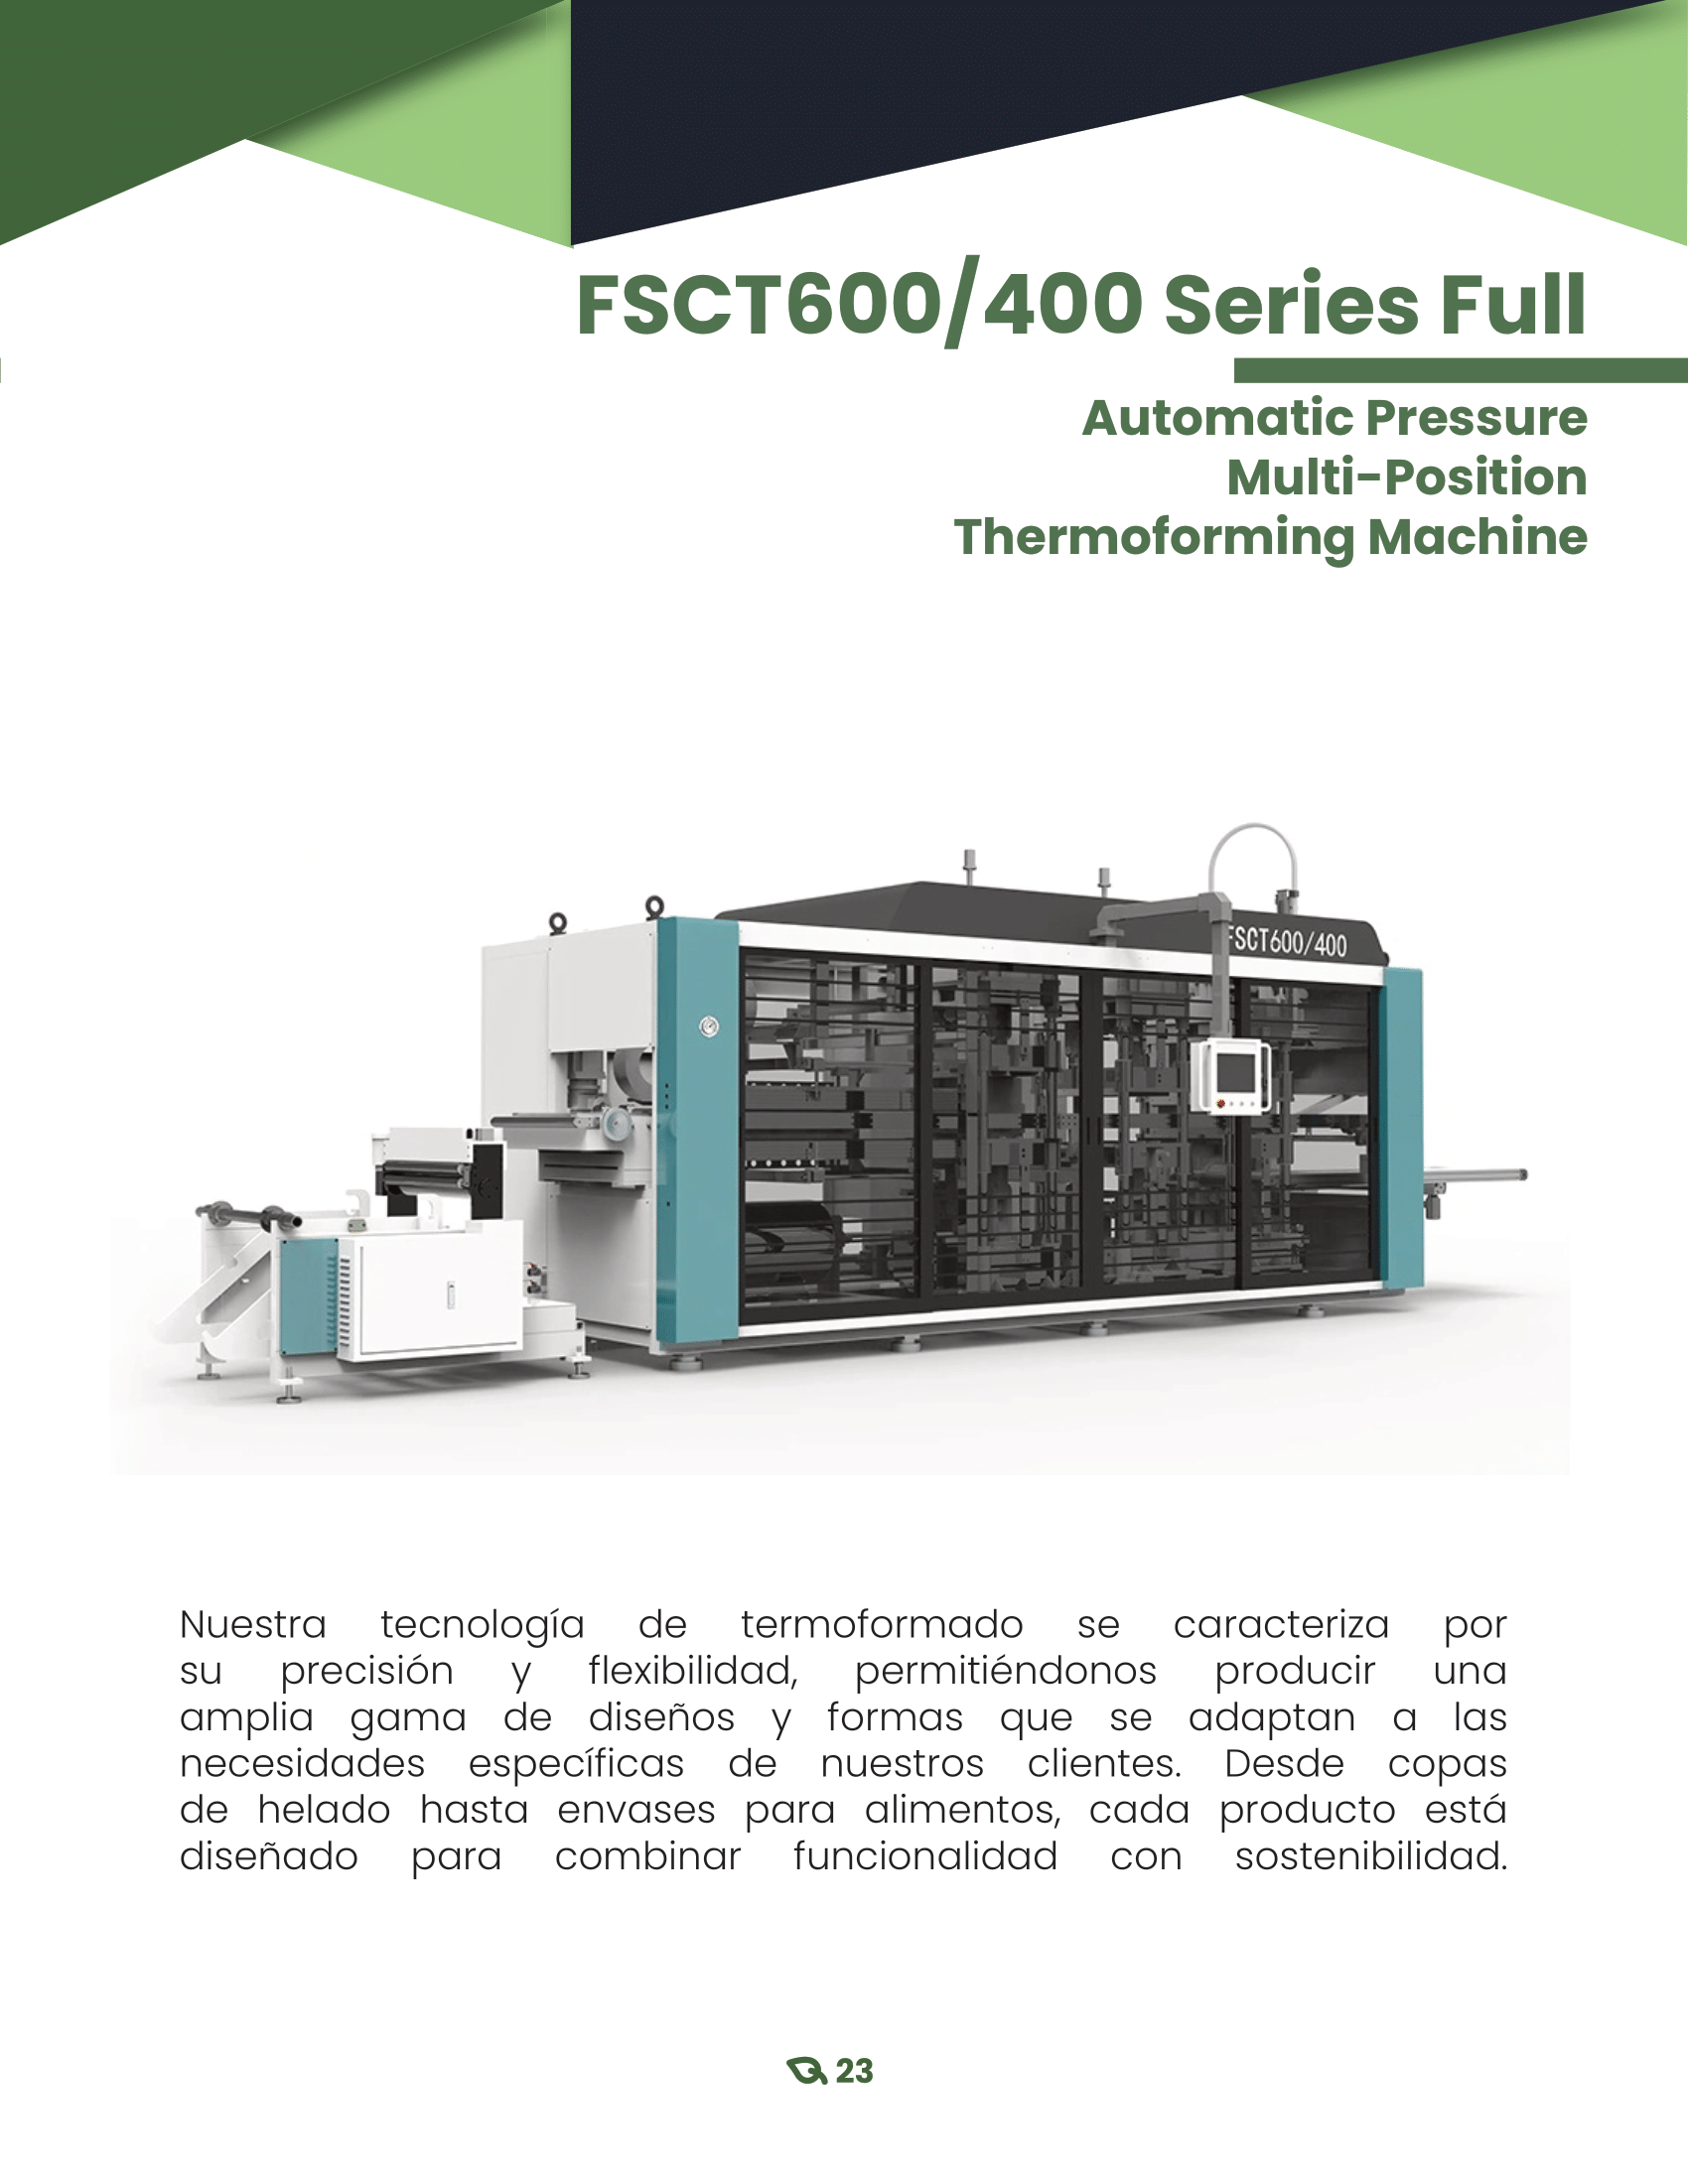 FSCT600/400 Series Full
Automatic Pressure
Multi-Position
Thermoforming Machine
FSCT600/400
Nuestra tecnología de termoformado se caracteriza por
su precisión y flexibilidad, permitiéndonos producir una
amplia gama de diseños y formas que se adaptan a las
necesidades específicas de nuestros clientes. Desde copas
de helado hasta envases para alimentos, cada producto está
diseñado para combinar funcionalidad con sostenibilidad.
23